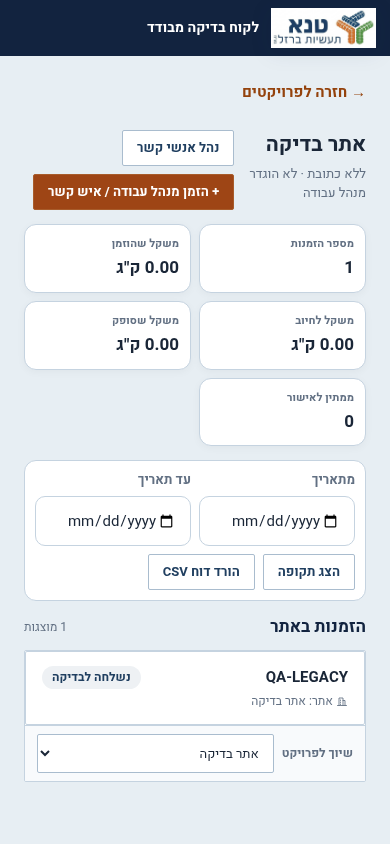 טנא
תעשיות ברזל
לקוח בדיקה מבודד
→ חזרה לפרויקטים
אתר בדיקה
ללא כתובת · לא הוגדר
מנהל עבודה
נהל אנשי קשר
+ הזמן מנהל עבודה / איש קשר
מספר הזמנות
1
משקל שהוזמן
0.00 ק"ג
משקל לחיוב
0.00 ק"ג
משקל שסופק
0.00 ק"ג
ממתין לאישור
0
מתאריך
עד תאריך
mm/dd/yyyy
mm/dd/yyyy
הצג תקופה
הורד דוח CSV
הזמנות באתר
1 מוצגות
QA-LEGACY
נשלחה לבדיקה
אתר: אתר בדיקה
שיוך לפרויקט
אתר בדיקה